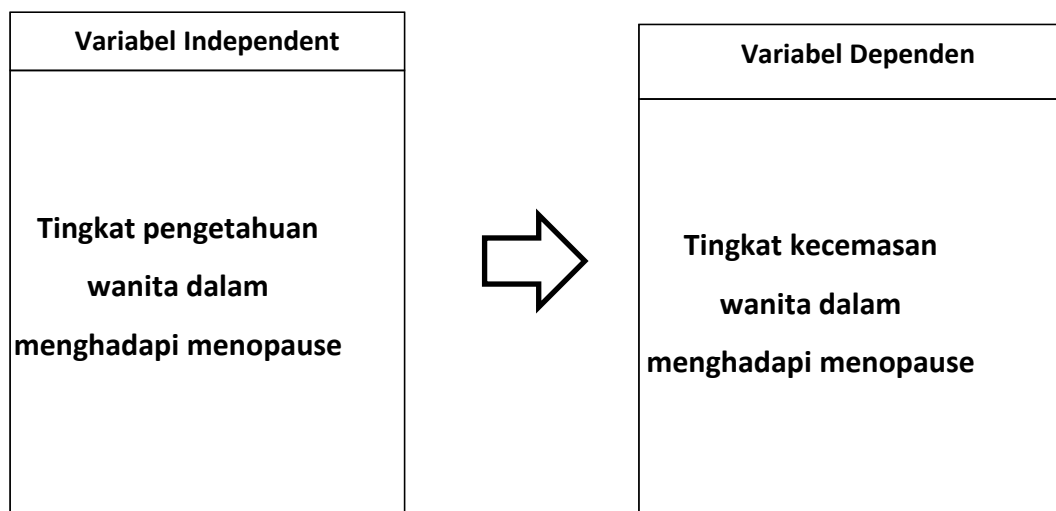 Variabel Independent
Tingkat pengetahuan
wanita dalam
menghadapi menopause
Variabel Dependen
Tingkat kecemasan
wanita dalam
menghadapi menopause